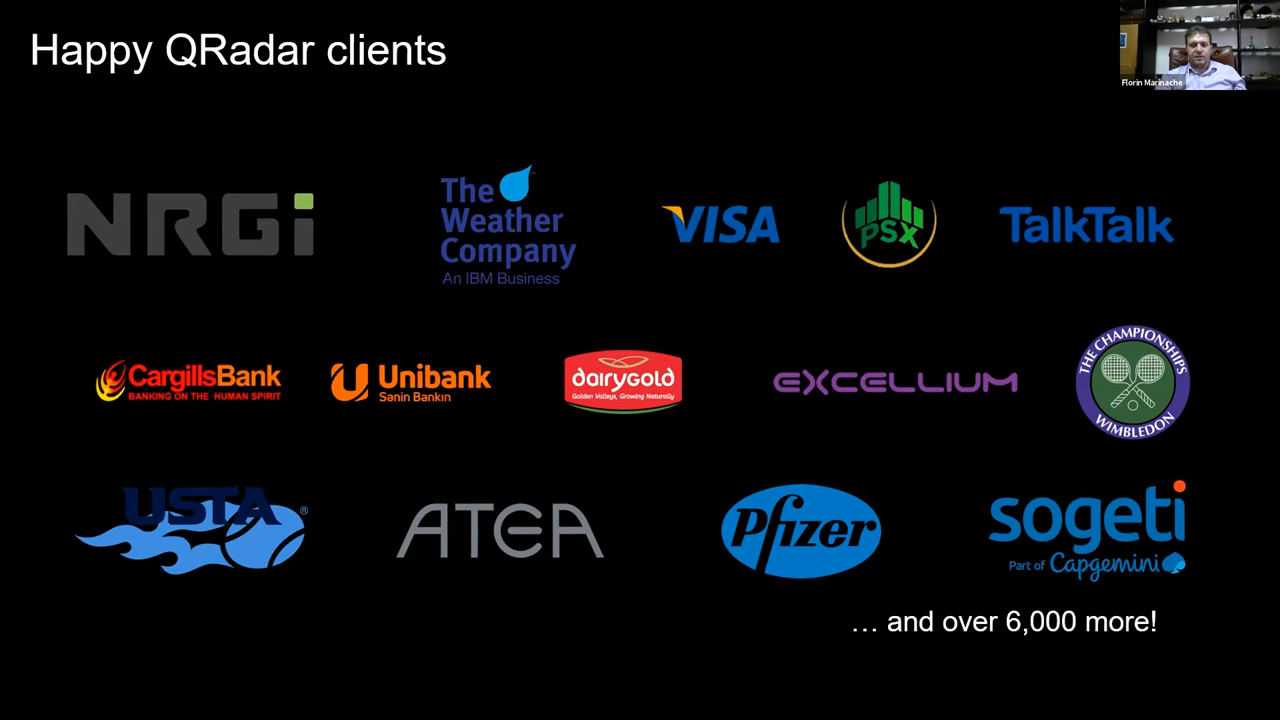 Happy QRadar clients
Florin Marinache
NRGi
The
Weather
Company
An IBM Business
VISA
PSX
TalkTalk
CargillsBank
BANKING ON THE HUMAN SPIRIT
Unibank
Sənin Bankın
dairygold
Golden Valleys, Growing Naturally
EXCELLIUM
THE CHAMPIONSHIPS
WIMBLEDON
USTA
®
ATEA
Pfizer
sogeti
Part of Capgemini
… and over 6,000 more!